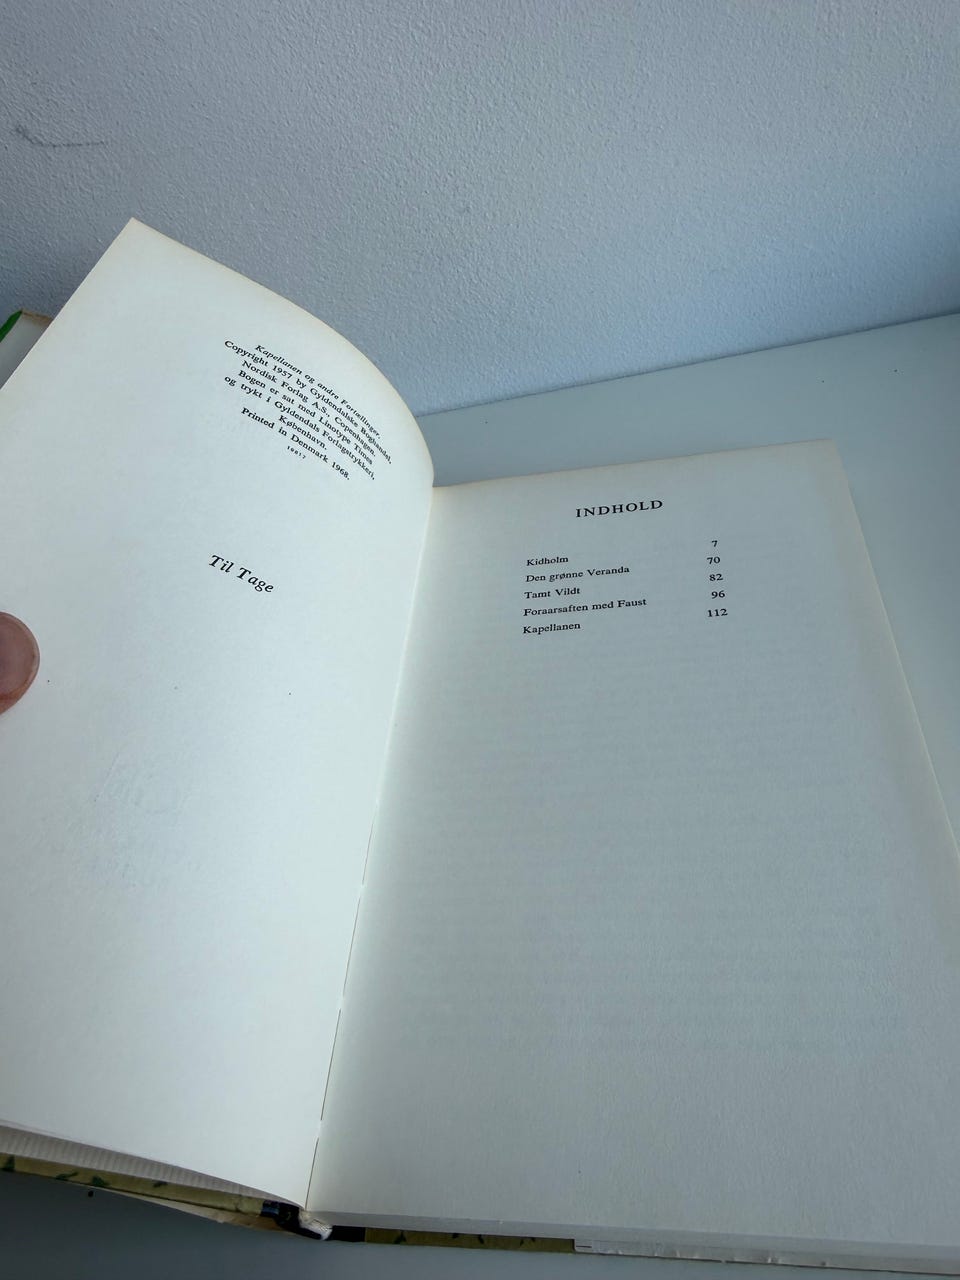 Kapellanen og andre Fortællinger.
Copyright 1957 by Gyldendalske Boghandel,
Nordisk Forlag A.S., Copenhagen.
Bogen er sat med Linotype Times
og trykt i Gyldendals Forlagstrykkeri,
København.
Printed in Denmark 1968.
Til Tage
INDHOLD
Kidholm 7
Den grønne Veranda 70
Tamt Vildt 82
Foraarsaften med Faust 96
Kapellanen 112